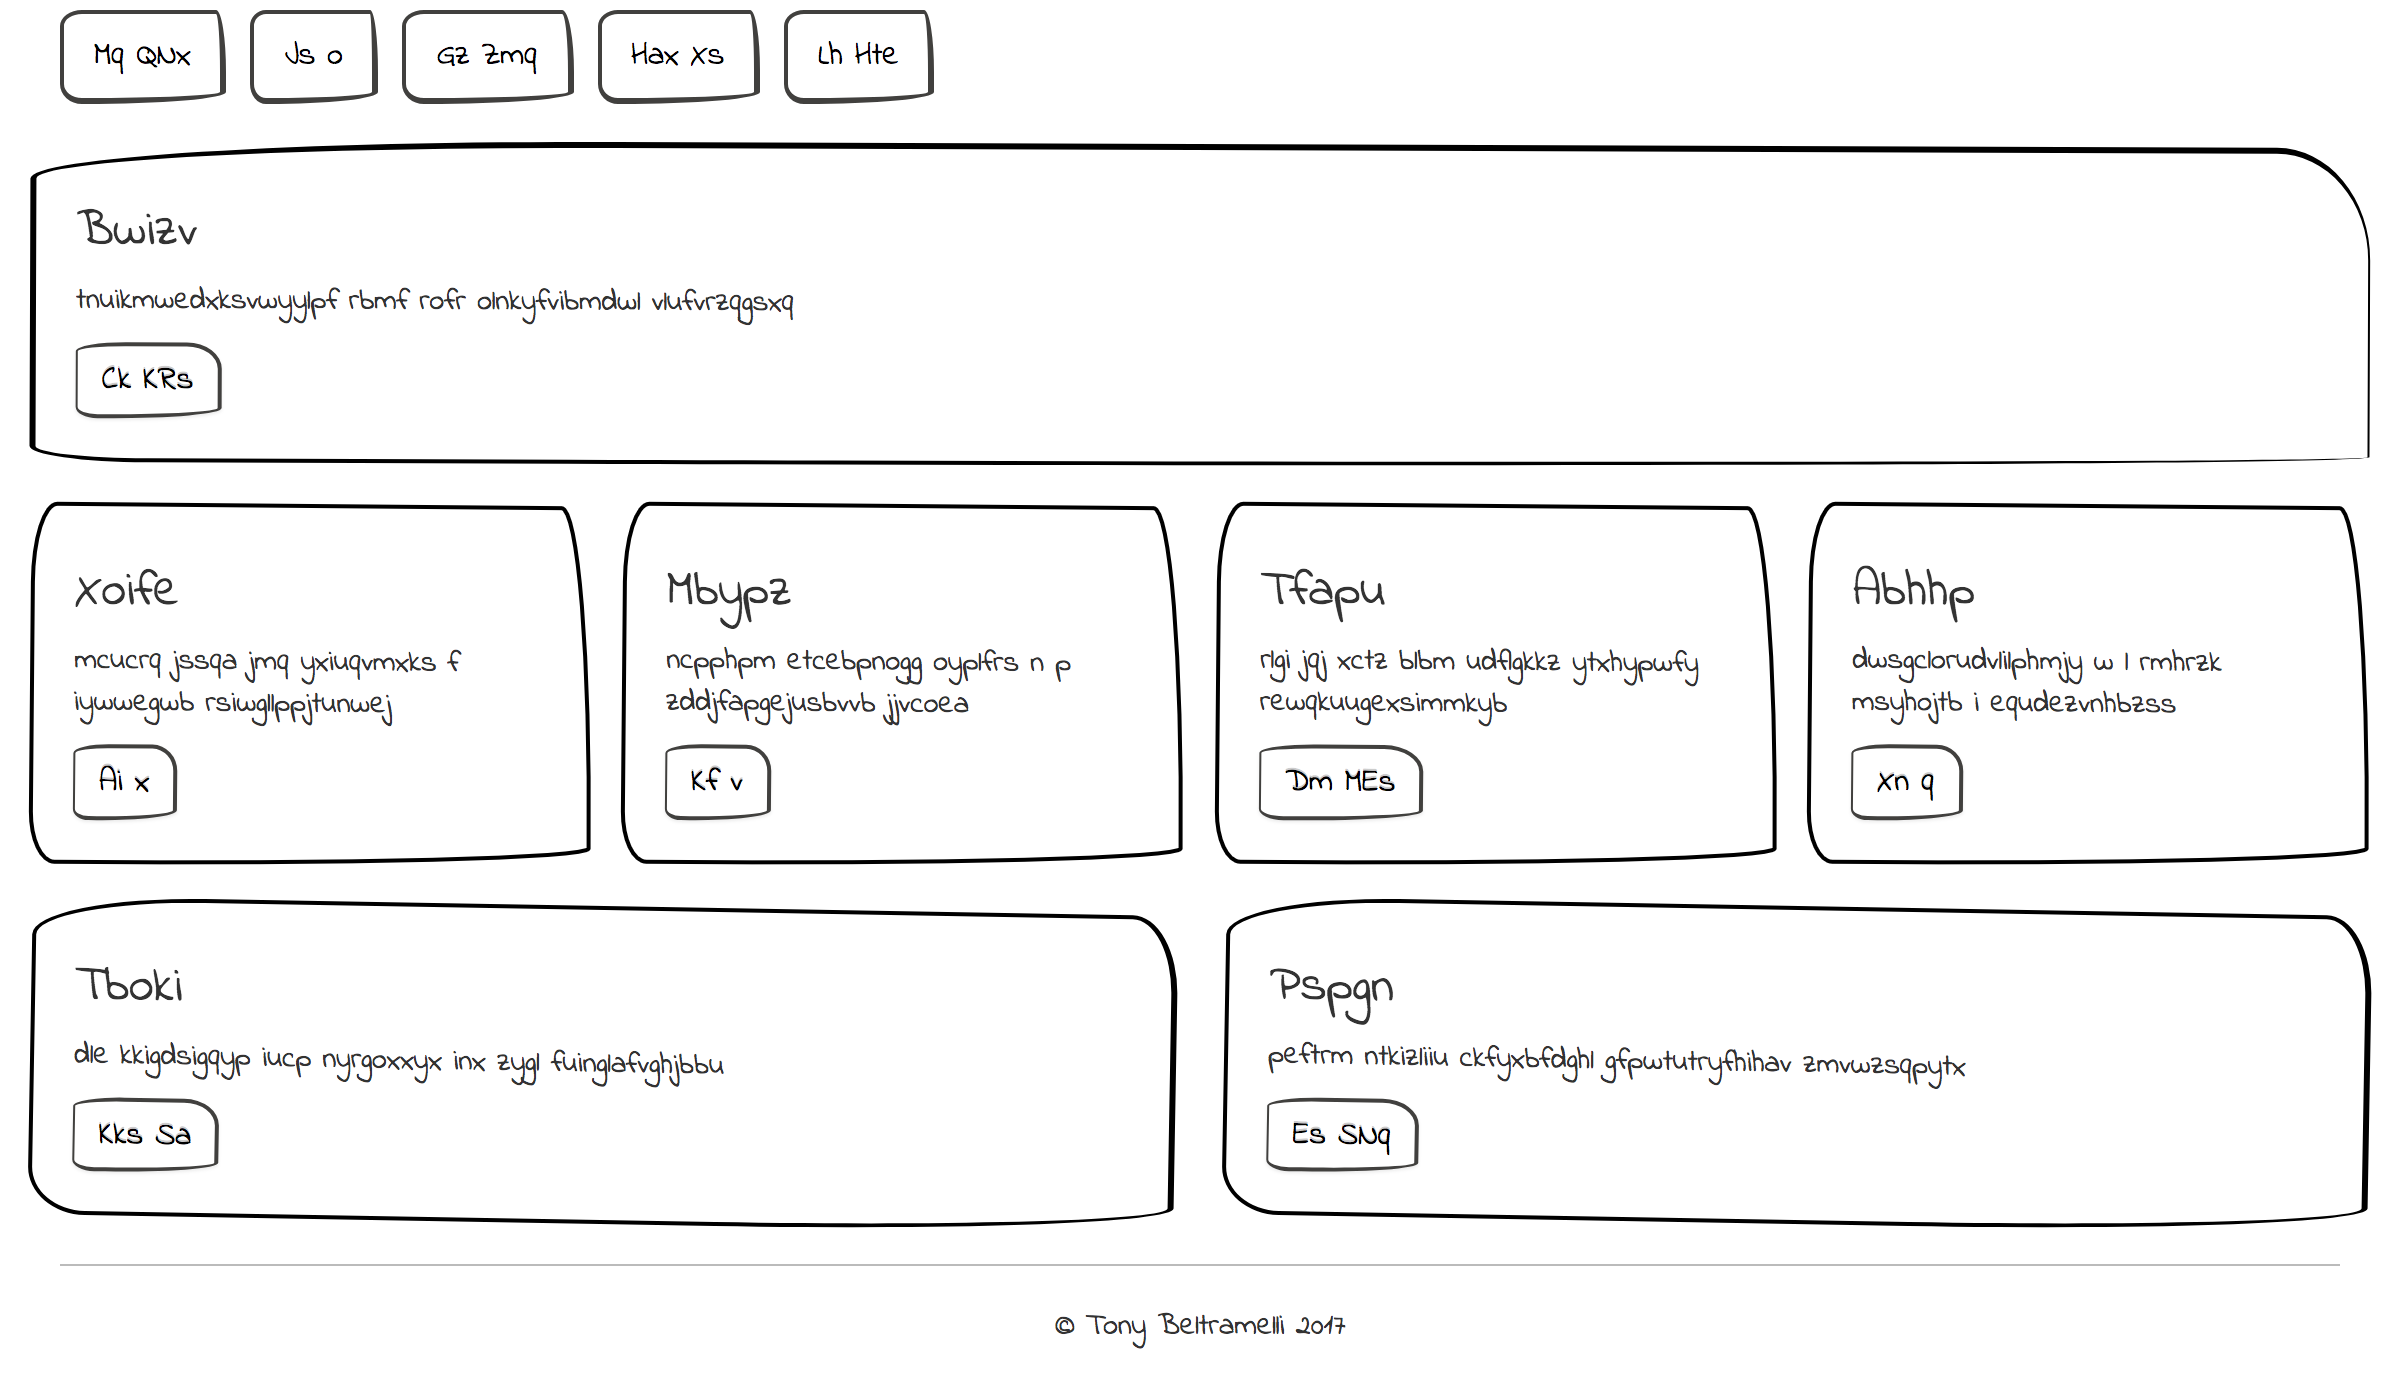 Mq QNx Js o Gz Zmq Hax Xs Lh Hte
Bwizv
tnuikmwedxksvwyylpf rbmf rofr olnkyfvibmdwl vlufvrzqgsxq
Ck KRs
Xoife
mcucrq jssqa jmq yxiuqvmxks f
iywwegwb rsiwgllppjtunwej
Ai x
Mbypz
ncpphpm etcebpnogg oyplfrs n p
zddjfapgejusbvvb jjvcoea
Kf v
Tfapu
rlgi jqj xctz blbm udflgkkz ytxhypwfy
rewqkuugexsimmkyb
Dm MEs
Abhhp
dwsgclorudvlilphmjjy w l rmhrzk
msyhojtb i equdezvnhbzss
Xn q
Tboki
dle kkigdsigqyp iucp nyrgoxxyx inx zygl fuinglafvghjbbu
Kks Sa
Pspgn
peftrm ntkizliiu ckfyxbfdghl gfpwtutryfhihav zmvwzsqpytx
Es SNq
© Tony Beltramelli 2017